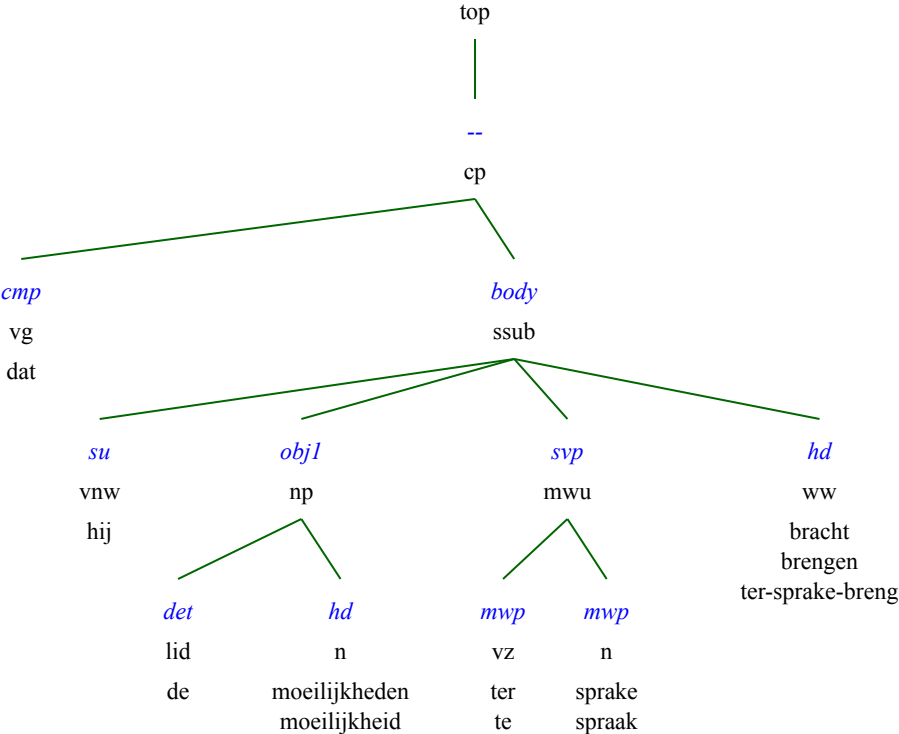 top
--
cp
cmp body
vg ssub
dat
su obj1 svp hd
vnw np mwu ww
hij bracht
brengen
ter-sprake-breng
det hd mwp mwp
lid n vz n
de moeilijkheden ter sprake
moeilijkheid te spraak